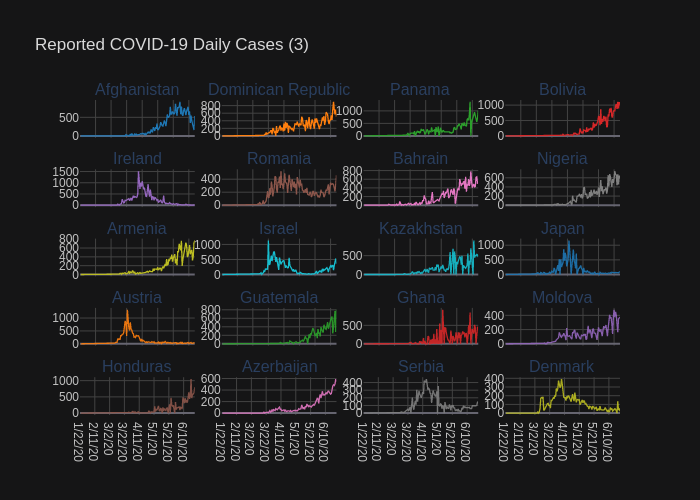 Reported COVID-19 Daily Cases (3)
Afghanistan Dominican Republic Panama Bolivia
500 0
800 600 400 200 0
1000 500 0
1000 500 0
Ireland Romania Bahrain Nigeria
1500 1000 500 0
400 200 0
800 600 400 200 0
600 400 200 0
Armenia Israel Kazakhstan Japan
800 600 400 200 0
1000 500 0
500 0
1000 500 0
Austria Guatemala Ghana Moldova
1000 500 0
800 600 400 200 0
500 0
400 200 0
Honduras Azerbaijan Serbia Denmark
1000 500 0
600 400 200 0
400 300 200 100 0
400 300 200 100 0
1/22/20 2/11/20 3/2/20 3/22/20 4/11/20 5/1/20 5/21/20 6/10/20
1/22/20 2/11/20 3/2/20 3/22/20 4/11/20 5/1/20 5/21/20 6/10/20
1/22/20 2/11/20 3/2/20 3/22/20 4/11/20 5/1/20 5/21/20 6/10/20
1/22/20 2/11/20 3/2/20 3/22/20 4/11/20 5/1/20 5/21/20 6/10/20